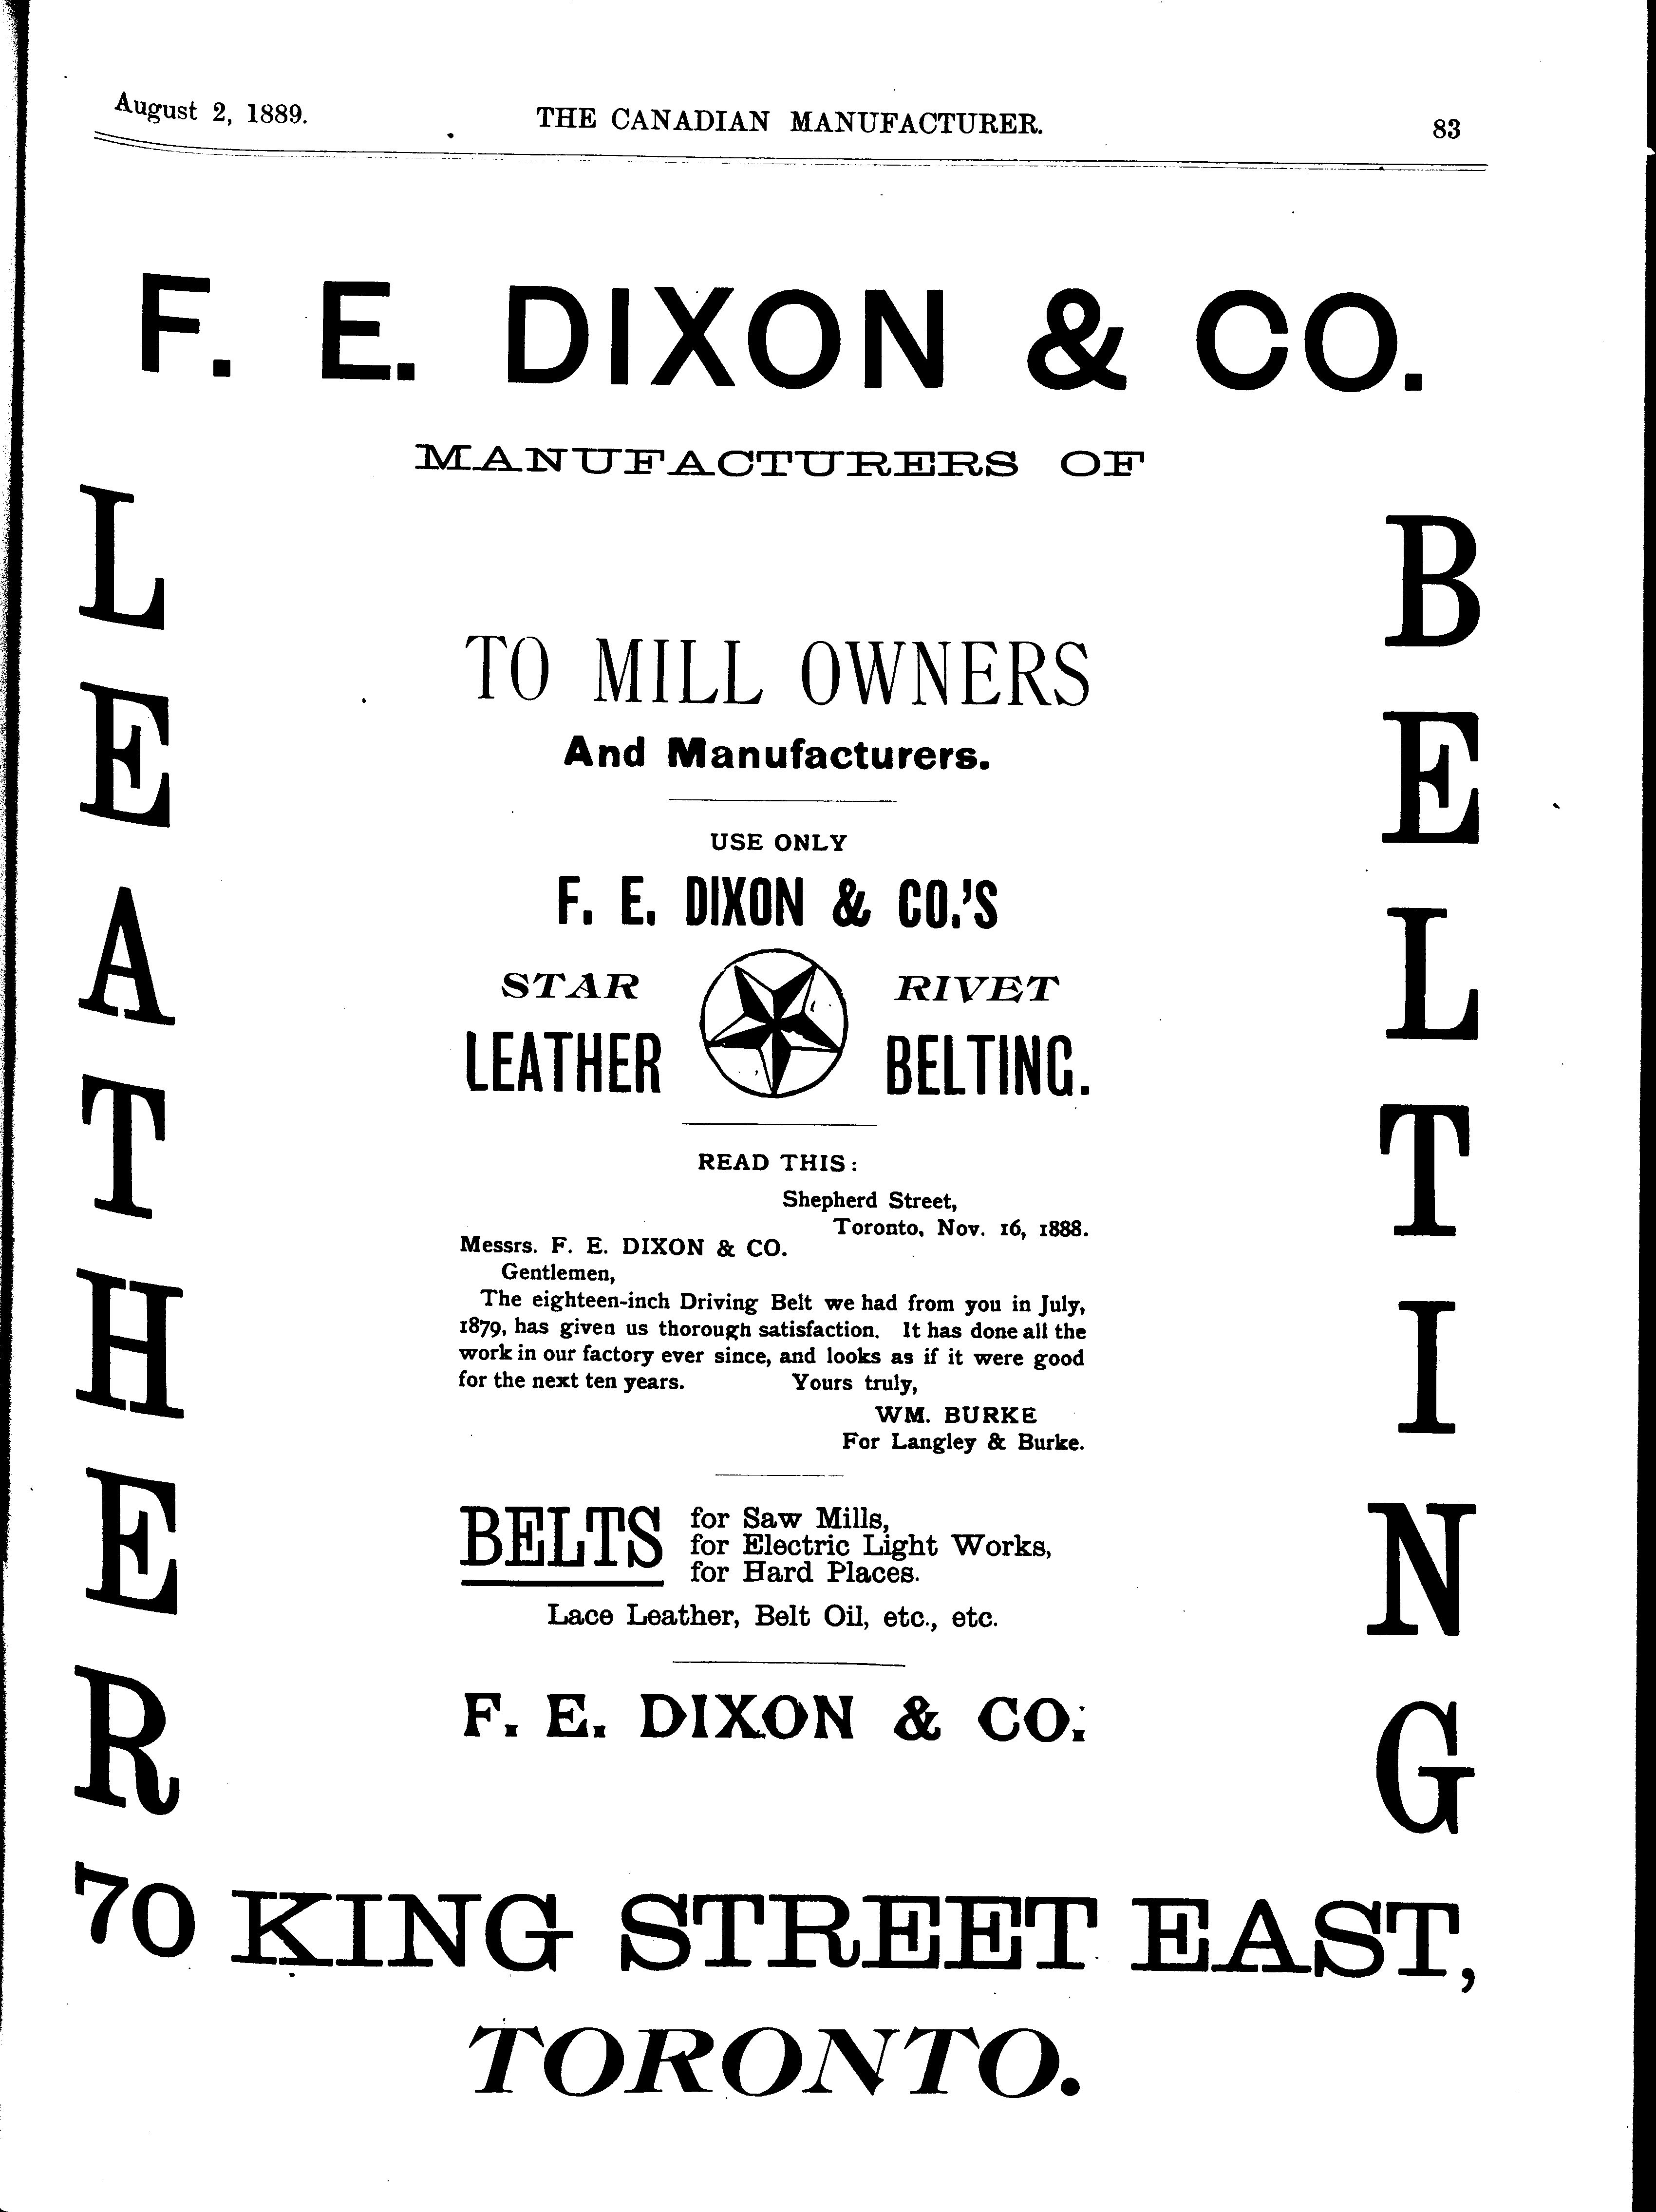 August 2, 1889.
THE CANADIAN MANUFACTURER.
83
F. E. DIXON & CO.
MANUFACTURERS OF
LEATHER
BELTING
TO MILL OWNERS
And Manufacturers.
USE ONLY
F. E. DIXON & CO.'S
STAR RIVET
LEATHER BELTING.
READ THIS:
Shepherd Street,
Toronto, Nov. 16, 1888.
Messrs. F. E. DIXON & CO.
Gentlemen,
The eighteen-inch Driving Belt we had from you in July,
1879, has given us thorough satisfaction. It has done all the
work in our factory ever since, and looks as if it were good
for the next ten years. Yours truly,
WM. BURKE
For Langley & Burke.
BELTS
for Saw Mills,
for Electric Light Works,
for Hard Places.
Lace Leather, Belt Oil, etc., etc.
F. E. DIXON & CO.
70 KING STREET EAST,
TORONTO.